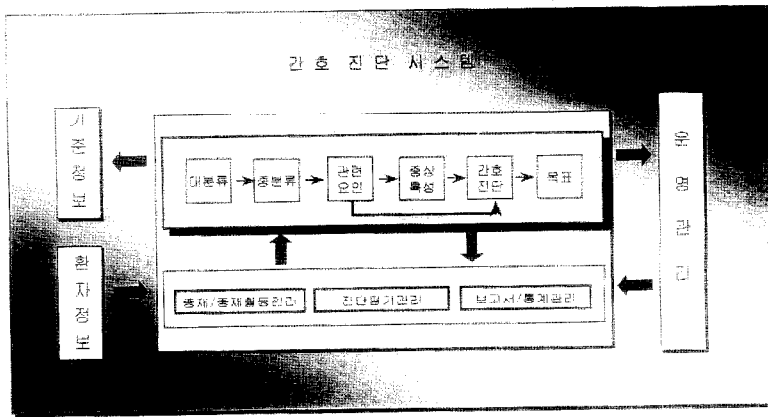 간호 진단 시스템
기준정보
대분류
중분류
관련
요인
증상
특성
간호
진단
목표
운영관리
환자정보
중재/중재활동관리
진단평가관리
보고서/통계관리